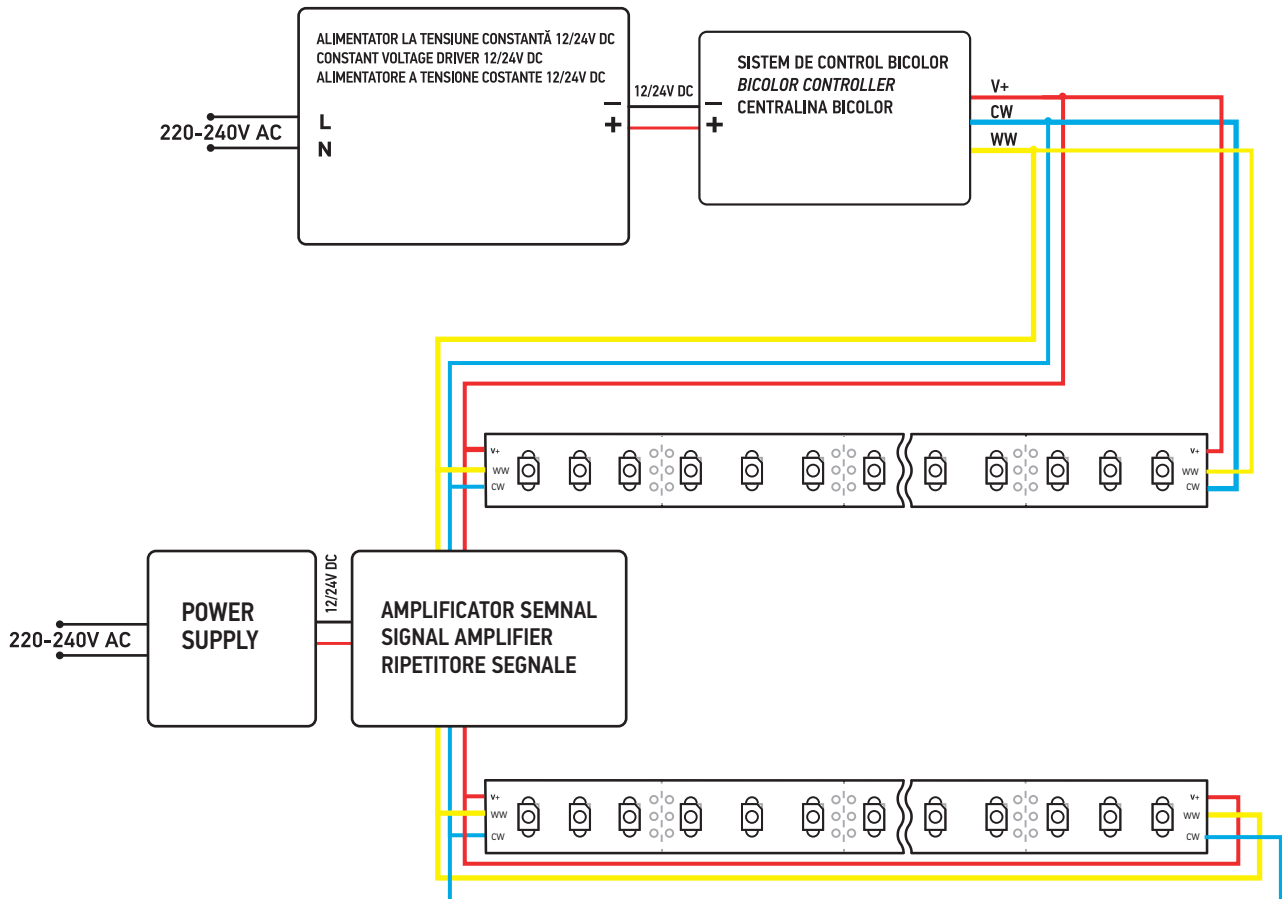 ALIMENTATOR LA TENSIUNE CONSTANTĂ 12/24V DC
CONSTANT VOLTAGE DRIVER 12/24V DC
ALIMENTATORE A TENSIONE COSTANTE 12/24V DC
220-240V AC
L
N
−
+
12/24V DC
−
+
SISTEM DE CONTROL BICOLOR
BICOLOR CONTROLLER
CENTRALINA BICOLOR
V+
CW
WW
V+
WW
CW
V+
WW
CW
220-240V AC
POWER
SUPPLY
12/24V DC
AMPLIFICATOR SEMNAL
SIGNAL AMPLIFIER
RIPETITORE SEGNALE
V+
WW
CW
V+
WW
CW